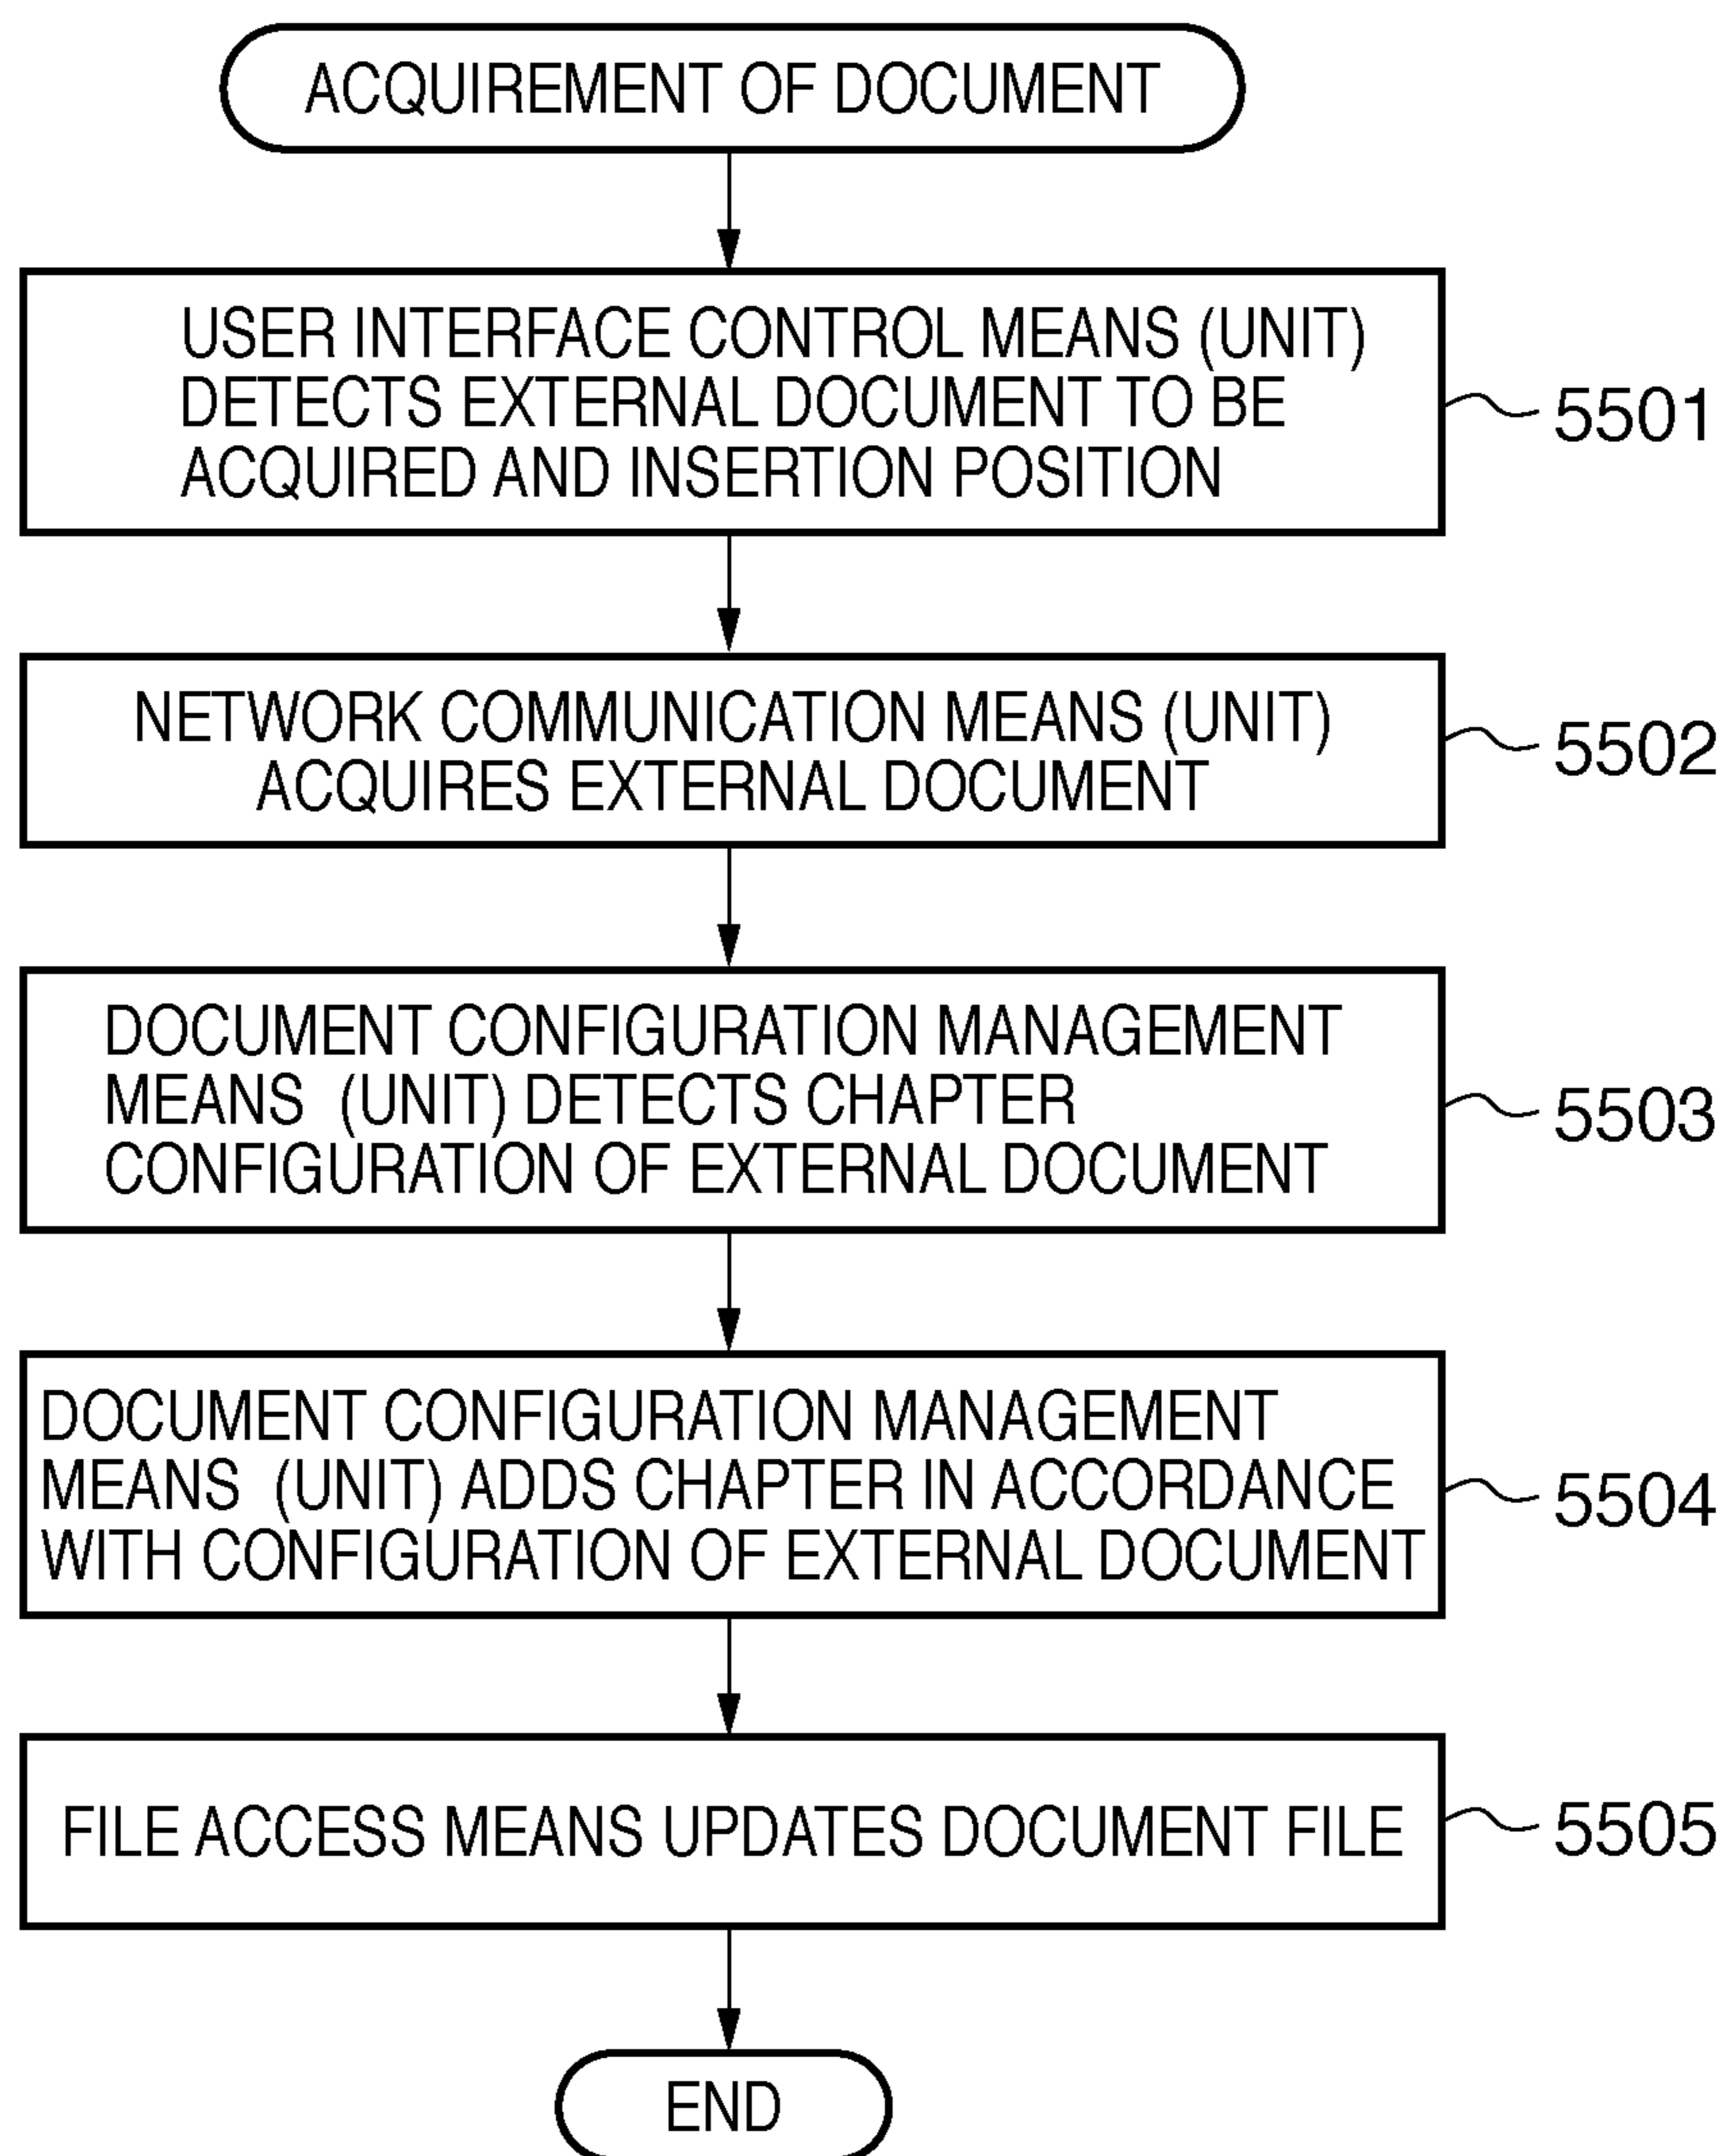 ACQUIREMENT OF DOCUMENT
USER INTERFACE CONTROL MEANS (UNIT)
DETECTS EXTERNAL DOCUMENT TO BE
ACQUIRED AND INSERTION POSITION
5501
NETWORK COMMUNICATION MEANS (UNIT)
ACQUIRES EXTERNAL DOCUMENT
5502
DOCUMENT CONFIGURATION MANAGEMENT
MEANS (UNIT) DETECTS CHAPTER
CONFIGURATION OF EXTERNAL DOCUMENT
5503
DOCUMENT CONFIGURATION MANAGEMENT
MEANS (UNIT) ADDS CHAPTER IN ACCORDANCE
WITH CONFIGURATION OF EXTERNAL DOCUMENT
5504
FILE ACCESS MEANS UPDATES DOCUMENT FILE
5505
END